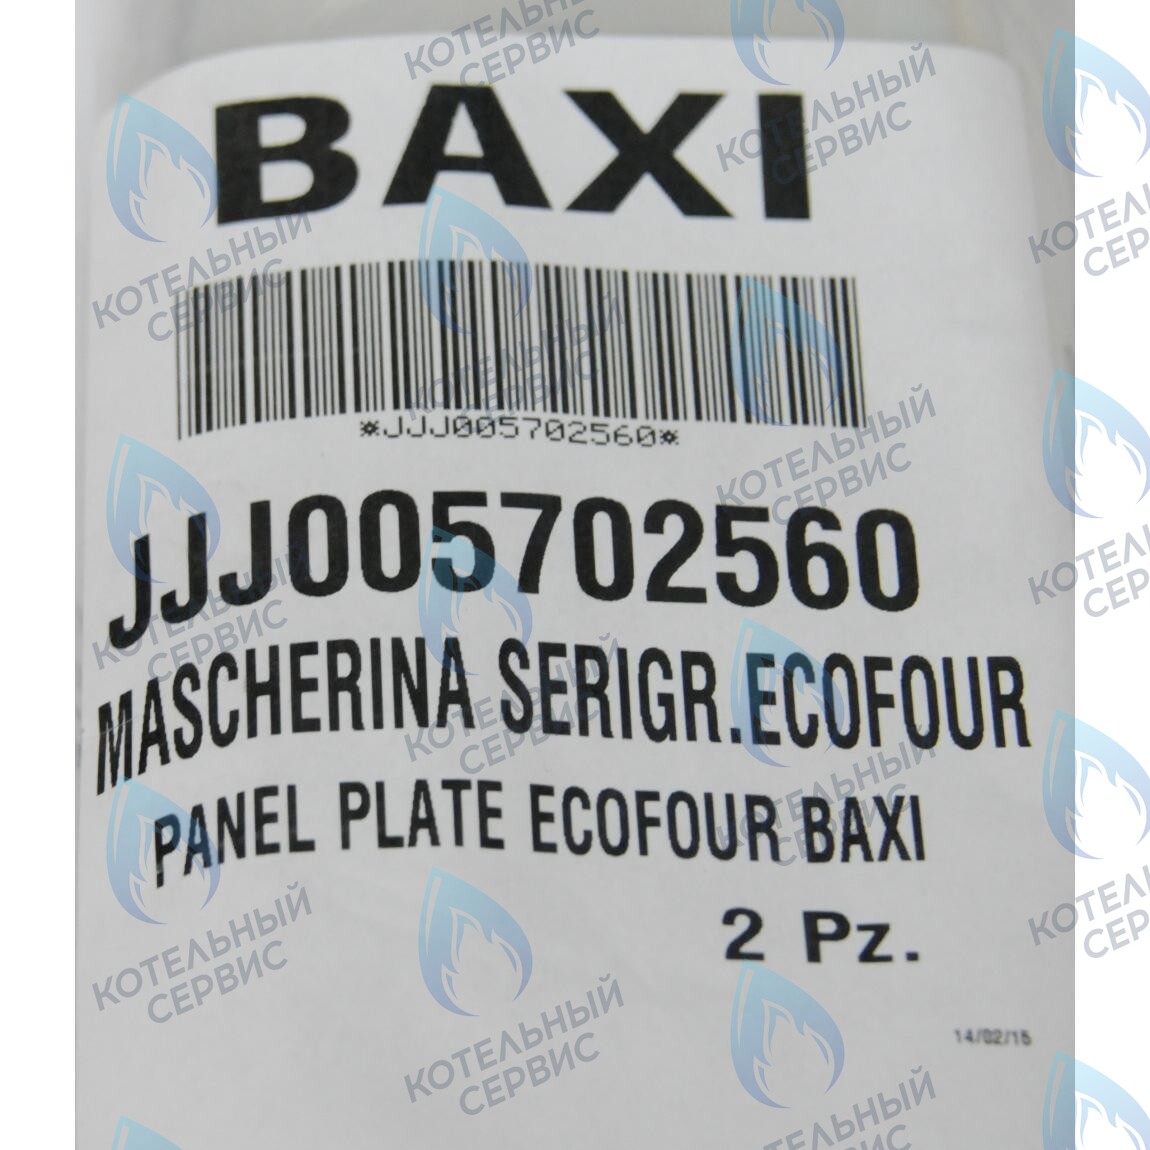 BAXI
*JJJ005702560*
JJJ005702560
MASCHERINA SERIGR.ECOFOUR
PANEL PLATE ECOFOUR BAXI
2 Pz.
14/02/15
КОТЕЛЬНЫЙ
СЕРВИС